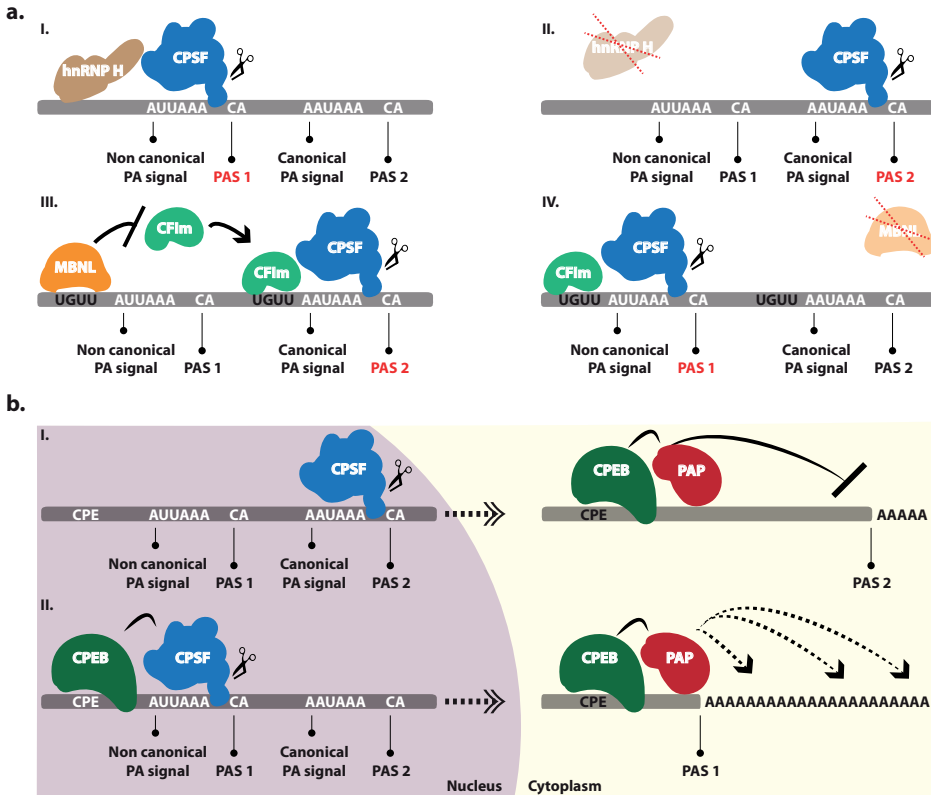 a.
I.
hnRNP H
CPSF
AUUAAA CA AAUAAA CA
Non canonical
PA signal
PAS 1
Canonical
PA signal
PAS 2
II.
hnRNP H
CPSF
AUUAAA CA AAUAAA CA
Non canonical
PA signal
PAS 1
Canonical
PA signal
PAS 2
III.
MBNL
CFIm
CFIm
CPSF
UGUU AUUAAA CA UGUU AAUAAA CA
Non canonical
PA signal
PAS 1
Canonical
PA signal
PAS 2
IV.
CFIm
CPSF
MBNL
UGUU AUUAAA CA UGUU AAUAAA CA
Non canonical
PA signal
PAS 1
Canonical
PA signal
PAS 2
b.
I.
CPSF
CPE AUUAAA CA AAUAAA CA
Non canonical
PA signal
PAS 1
Canonical
PA signal
PAS 2
CPEB
PAP
CPE
AAAAA
PAS 2
II.
CPEB
CPSF
CPE AUUAAA CA AAUAAA CA
Non canonical
PA signal
PAS 1
Canonical
PA signal
PAS 2
CPEB
PAP
CPE
AAAAAAAAAAAAAAAAAAAAAA
PAS 1
Nucleus
Cytoplasm